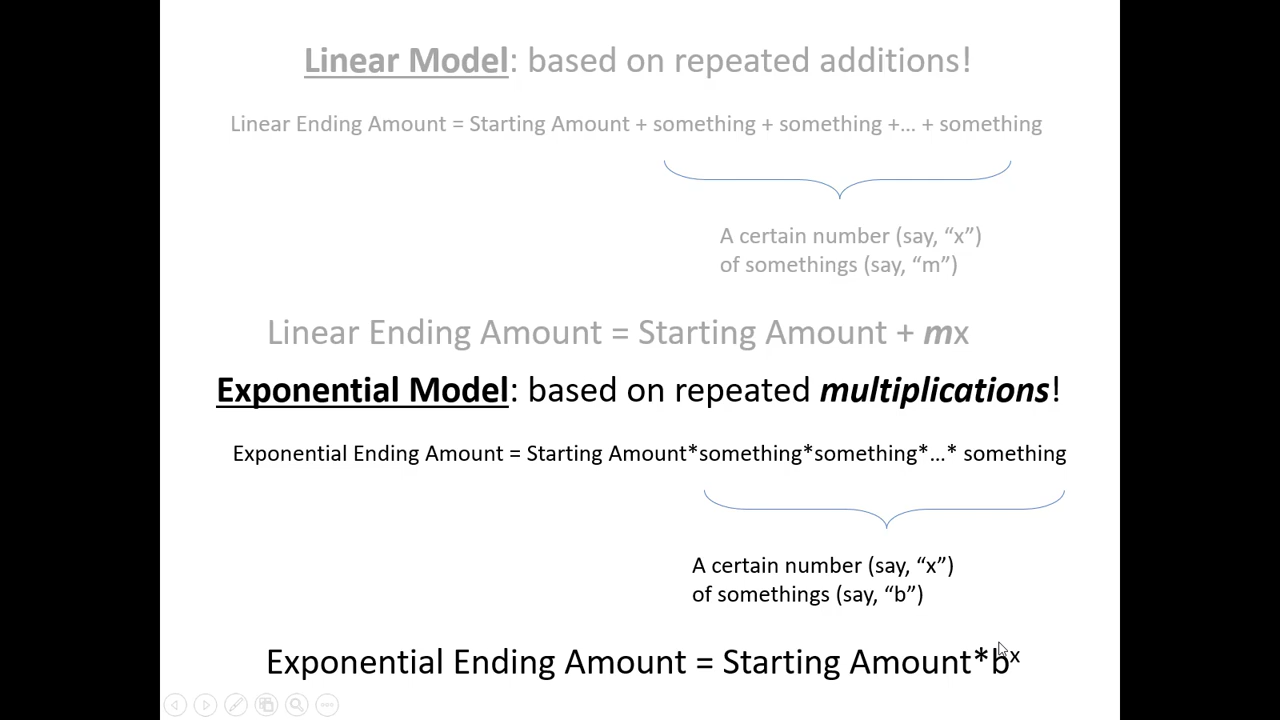 Linear Model: based on repeated additions!
Linear Ending Amount = Starting Amount + something + something +... + something
A certain number (say, “x”)
of somethings (say, “m”)
Linear Ending Amount = Starting Amount + mx
Exponential Model: based on repeated multiplications!
Exponential Ending Amount = Starting Amount*something*something*...* something
A certain number (say, “x”)
of somethings (say, “b”)
Exponential Ending Amount = Starting Amount*bˣ